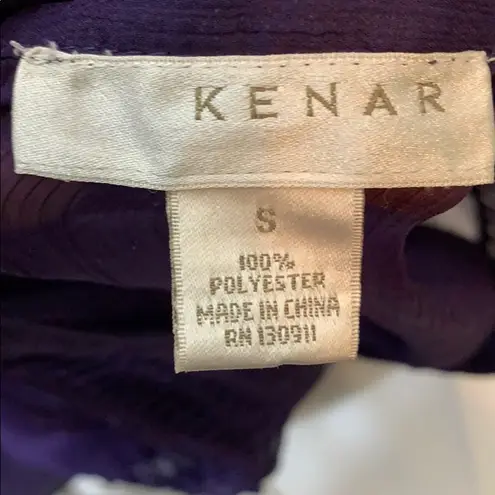 KENAR
S
100%
POLYESTER
MADE IN CHINA
RN 130911